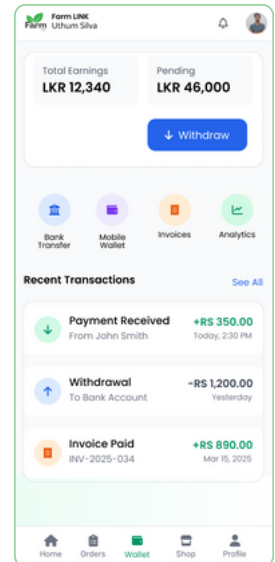 Farm LINK
Farm Uthum Silva
Total Earnings Pending
LKR 12,340 LKR 46,000
↓ Withdraw
Bank Transfer Mobile Wallet Invoices Analytics
Recent Transactions See All
Payment Received +RS 350.00
From John Smith Today, 2:30 PM
Withdrawal -RS 1,200.00
To Bank Account Yesterday
Invoice Paid +RS 890.00
INV-2025-034 Mar 15, 2025
Home Orders Wallet Shop Profile